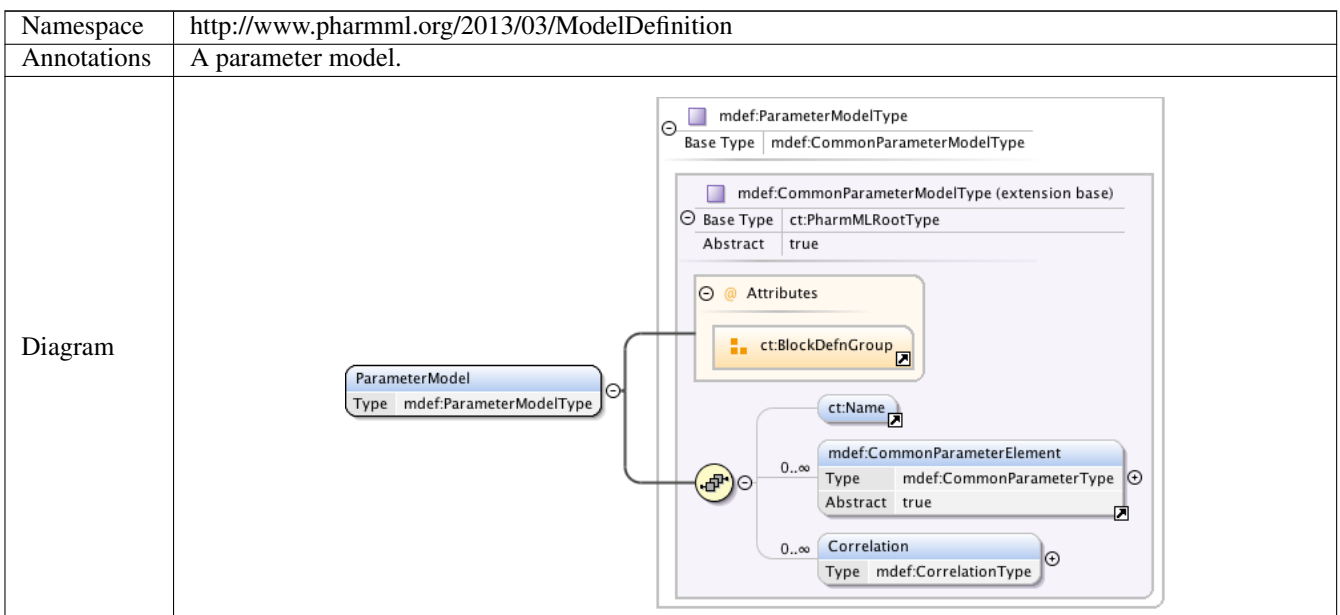 Namespace http://www.pharmml.org/2013/03/ModelDefinition
Annotations A parameter model.
Diagram
mdef:ParameterModelType
Base Type mdef:CommonParameterModelType
mdef:CommonParameterModelType (extension base)
Base Type ct:PharmMLRootType
Abstract true
@ Attributes
ct:BlockDefnGroup
ParameterModel
Type mdef:ParameterModelType
ct:Name
0..∞
mdef:CommonParameterElement
Type mdef:CommonParameterType
Abstract true
0..∞
Correlation
Type mdef:CorrelationType